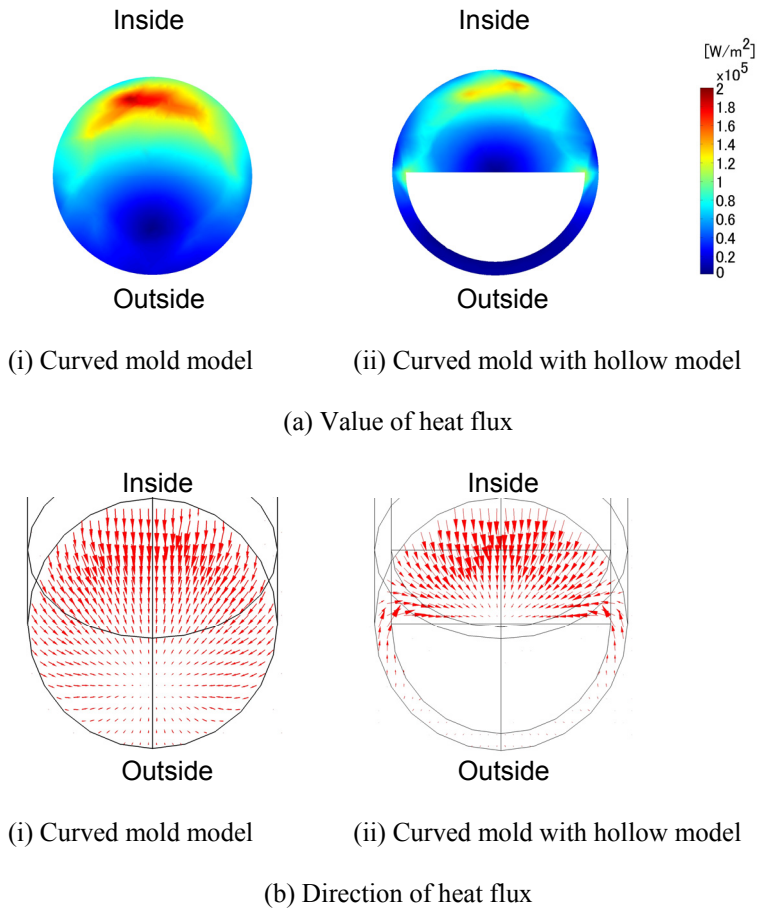 Inside
Inside
[W/m2]
×10^5
2
1.8
1.6
1.4
1.2
1
0.8
0.6
0.4
0.2
0
Outside
Outside
(i) Curved mold model
(ii) Curved mold with hollow model
(a) Value of heat flux
Inside
Inside
Outside
Outside
(i) Curved mold model
(ii) Curved mold with hollow model
(b) Direction of heat flux